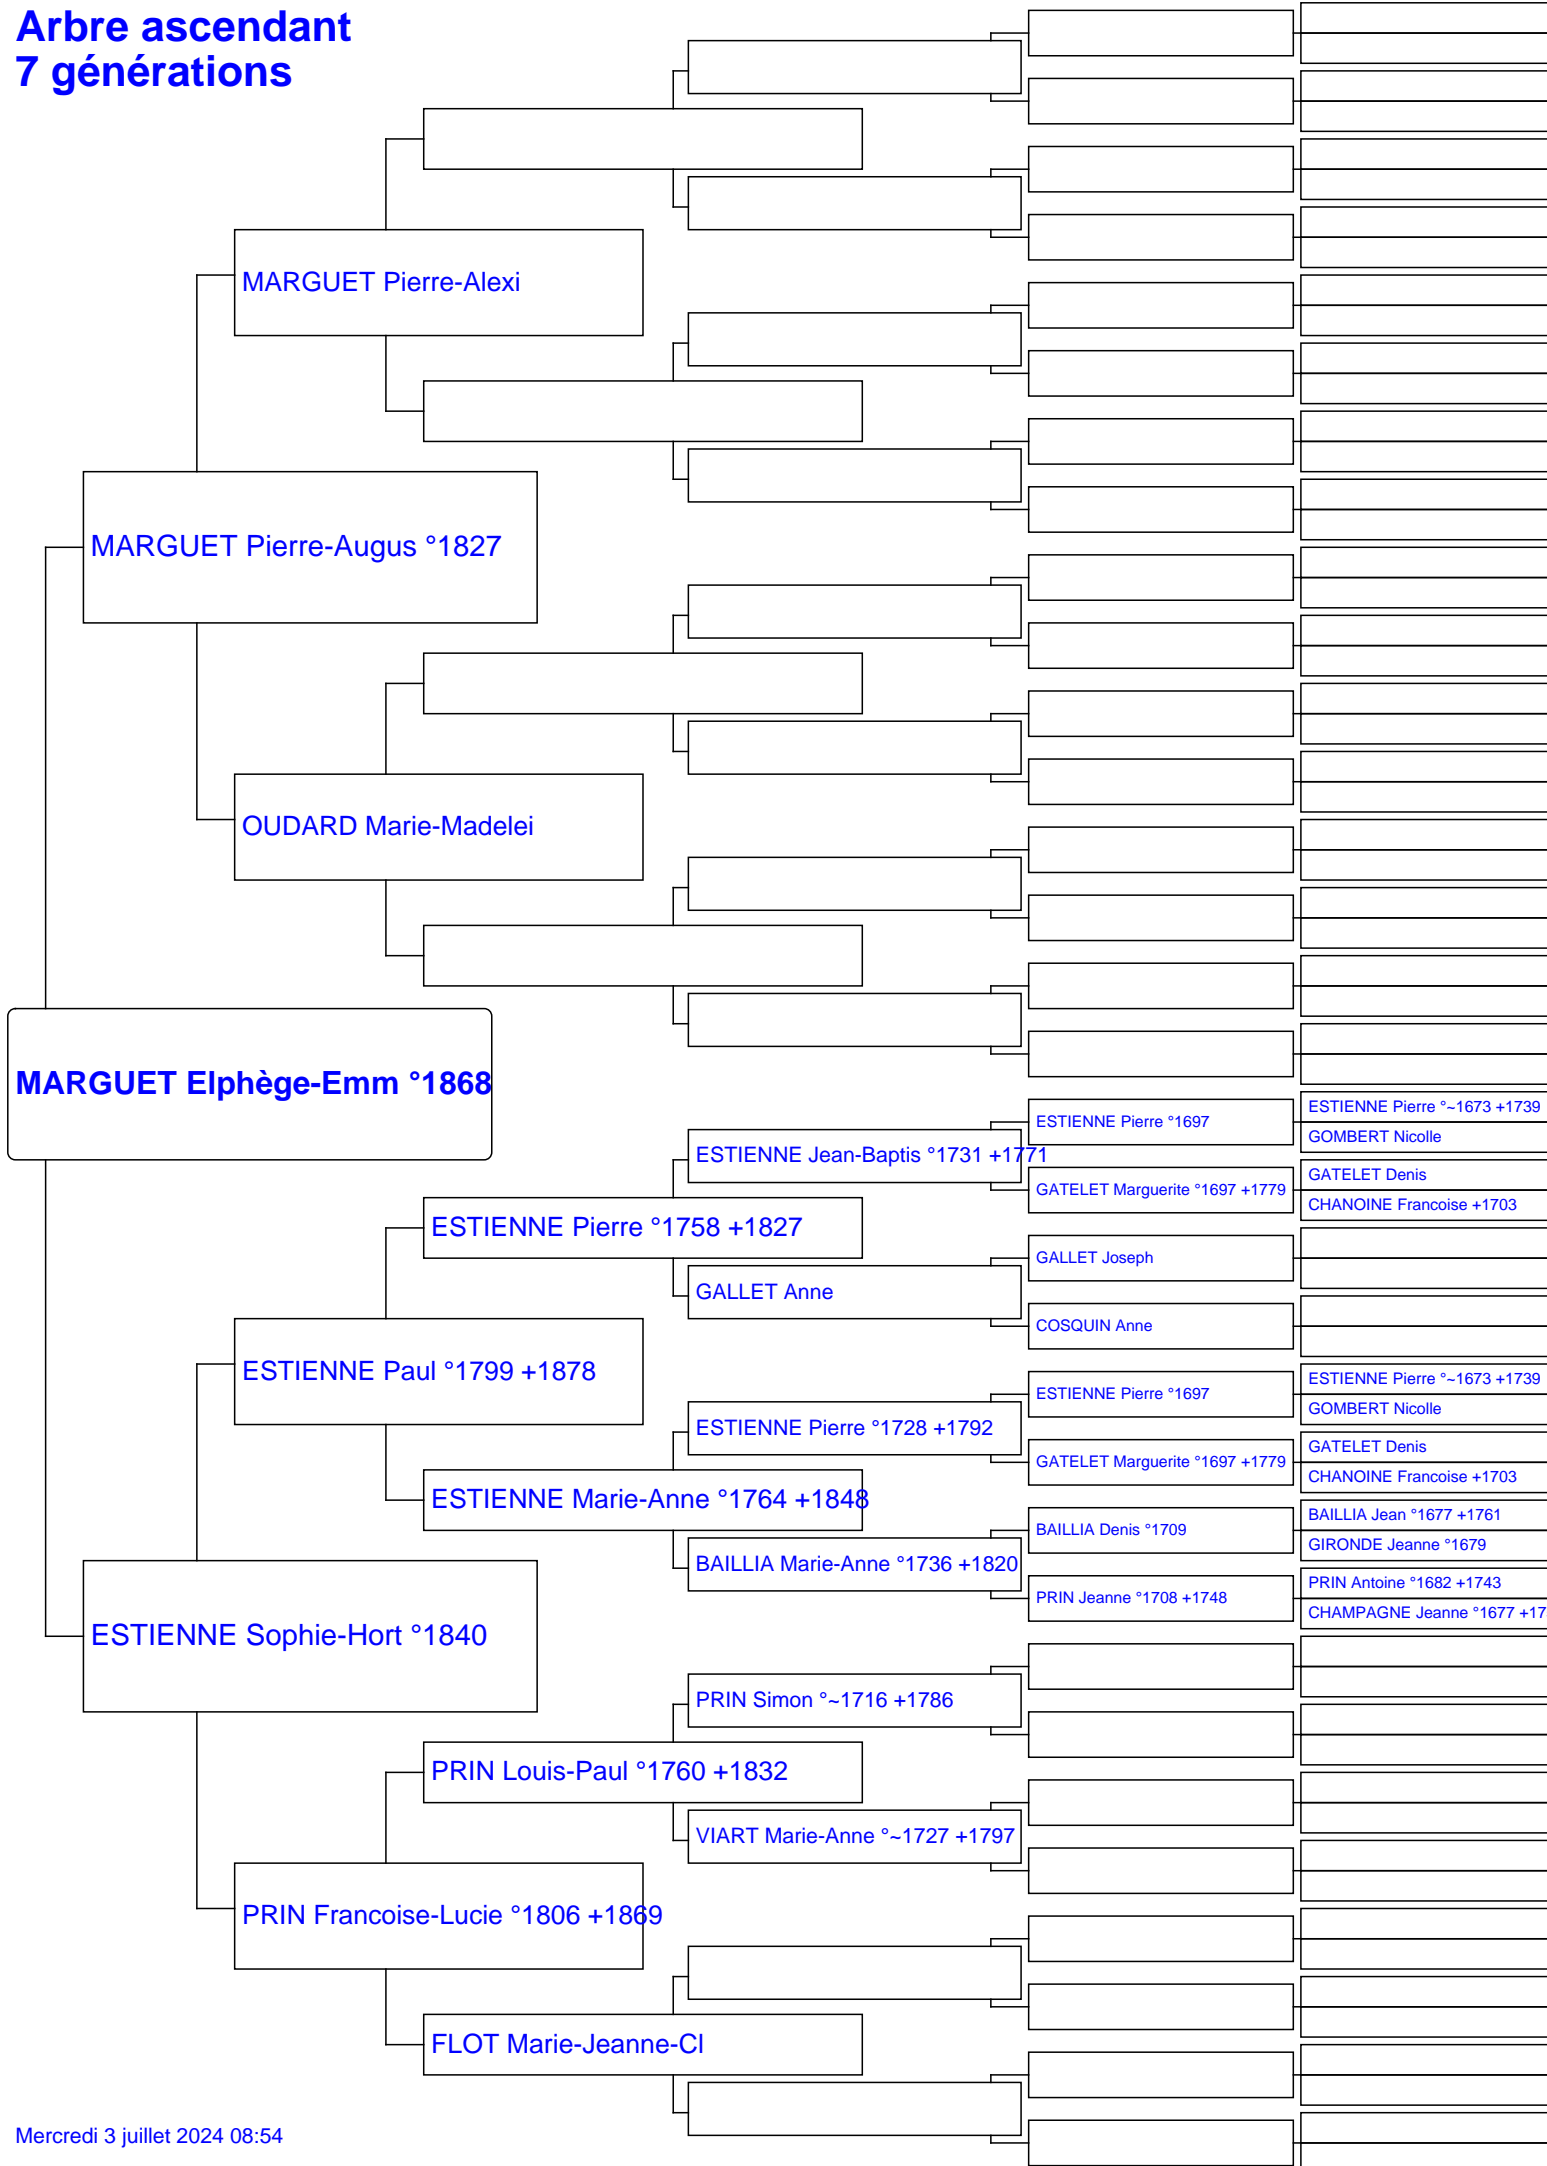 Arbre ascendant
7 générations
MARGUET Pierre-Alexi
MARGUET Pierre-Augus °1827
OUDARD Marie-Madelei
MARGUET Elphège-Emm °1868
ESTIENNE Pierre °~1673 +1739
ESTIENNE Pierre °1697
GOMBERT Nicolle
ESTIENNE Jean-Baptis °1731 +1771
GATELET Denis
GATELET Marguerite °1697 +1779
CHANOINE Francoise +1703
ESTIENNE Pierre °1758 +1827
GALLET Joseph
GALLET Anne
COSQUIN Anne
ESTIENNE Paul °1799 +1878
ESTIENNE Pierre °~1673 +1739
ESTIENNE Pierre °1697
GOMBERT Nicolle
ESTIENNE Pierre °1728 +1792
GATELET Denis
GATELET Marguerite °1697 +1779
CHANOINE Francoise +1703
ESTIENNE Marie-Anne °1764 +1848
BAILLIA Jean °1677 +1761
BAILLIA Denis °1709
GIRONDE Jeanne °1679
BAILLIA Marie-Anne °1736 +1820
PRIN Antoine °1682 +1743
PRIN Jeanne °1708 +1748
CHAMPAGNE Jeanne °1677 +17
ESTIENNE Sophie-Hort °1840
PRIN Simon °~1716 +1786
PRIN Louis-Paul °1760 +1832
VIART Marie-Anne °~1727 +1797
PRIN Francoise-Lucie °1806 +1869
FLOT Marie-Jeanne-Cl
Mercredi 3 juillet 2024 08:54